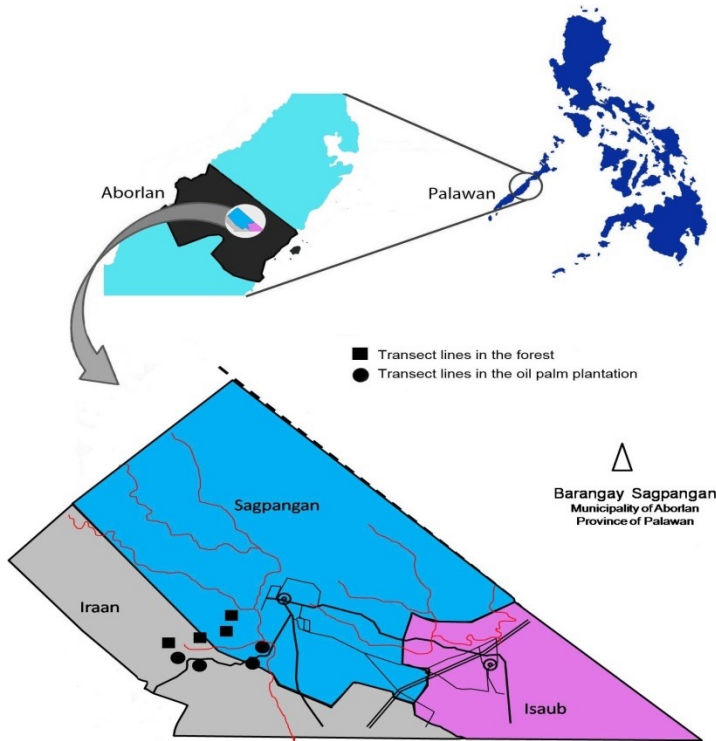 Aborlan
Palawan
Transect lines in the forest
Transect lines in the oil palm plantation
Sagpangan
Barangay Sagpangan
Municipality of Aborlan
Province of Palawan
Iraan
Isaub